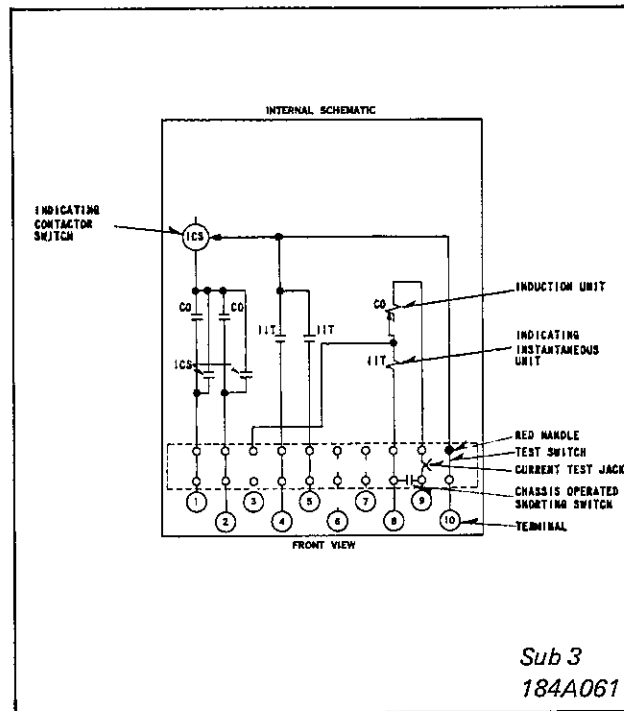 INTERNAL SCHEMATIC
INDICATING
CONTACTOR
SWITCH
ICS
CO
CO
IIT
IIT
CO
INDUCTION UNIT
INDICATING
INSTANTANEOUS
UNIT
IIT
ICS
RED HANDLE
TEST SWITCH
CURRENT TEST JACK
CHASSIS OPERATED
SHORTING SWITCH
TERMINAL
1
3
5
7
9
2
4
6
8
10
FRONT VIEW
Sub 3
184A061